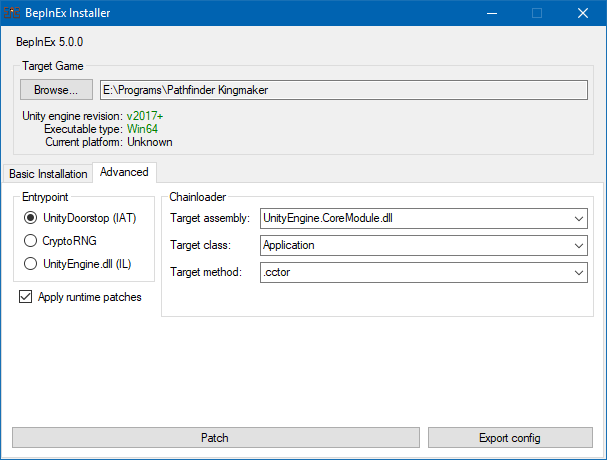 BepInEx Installer
BepInEx 5.0.0
Target Game
Browse... E:\Programs\Pathfinder Kingmaker
Unity engine revision: v2017+
Executable type: Win64
Current platform: Unknown
Basic Installation Advanced
Entrypoint
UnityDoorstop (IAT)
CryptoRNG
UnityEngine.dll (IL)
Apply runtime patches
Chainloader
Target assembly: UnityEngine.CoreModule.dll
Target class: Application
Target method: .cctor
Patch Export config